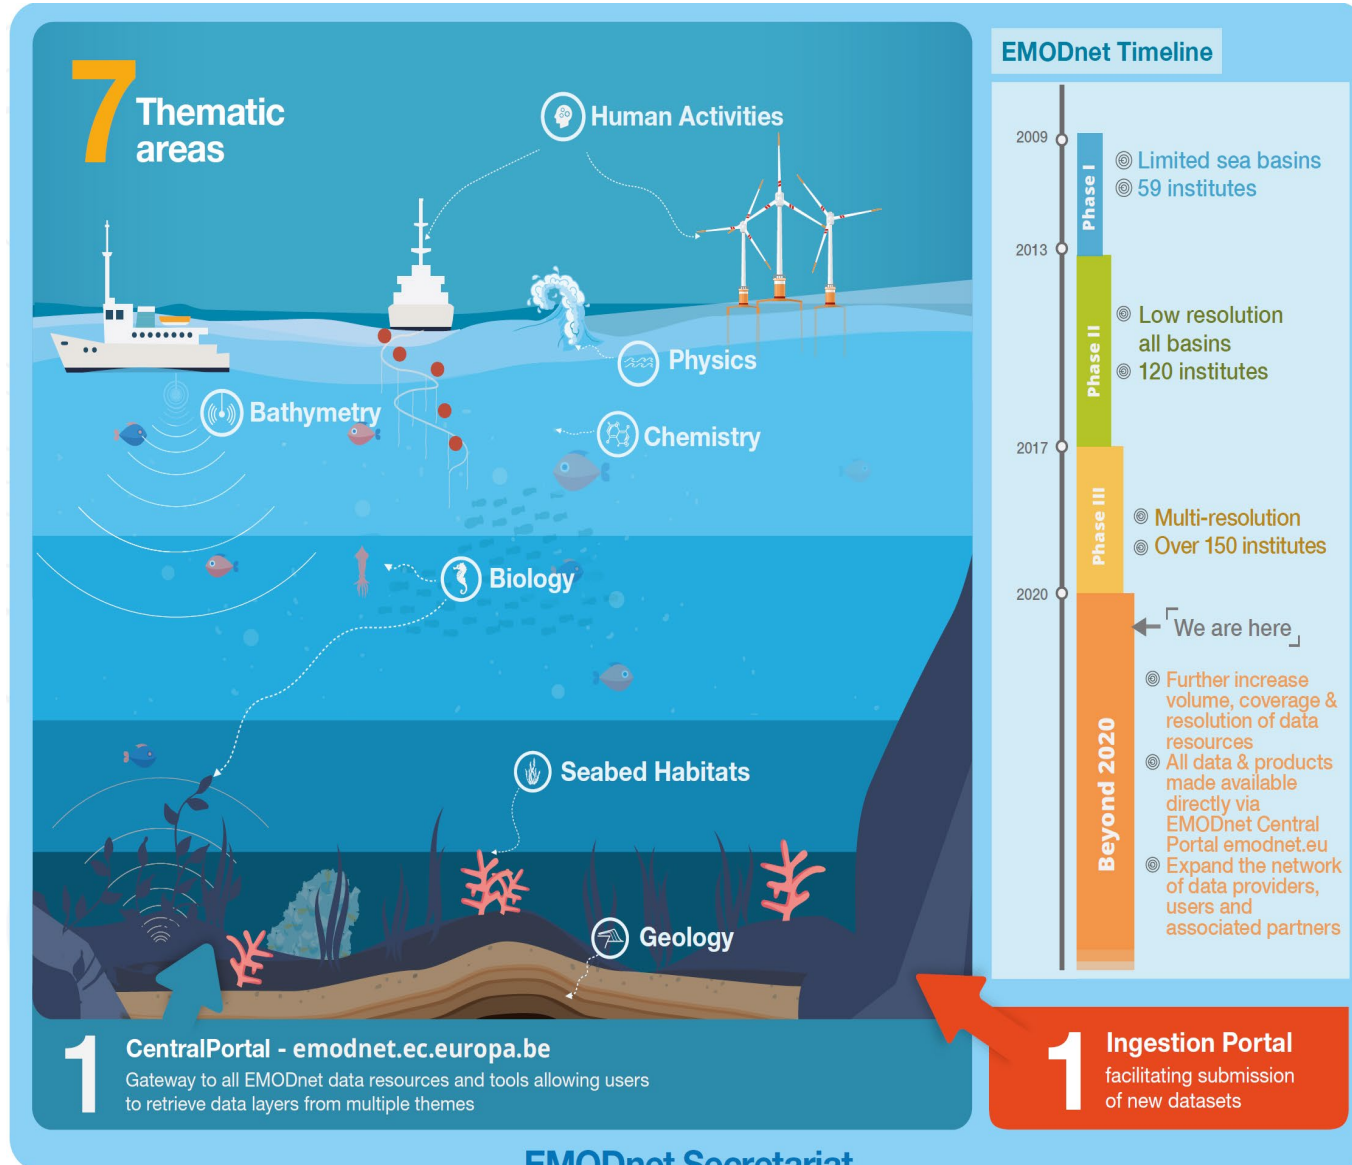 7 Thematic
areas
Human Activities
Physics
Bathymetry
Chemistry
Biology
Seabed Habitats
Geology
1 CentralPortal - emodnet.ec.europa.be
Gateway to all EMODnet data resources and tools allowing users
to retrieve data layers from multiple themes
EMODnet Timeline
2009
Phase I
Limited sea basins
59 institutes
2013
Phase II
Low resolution
all basins
120 institutes
2017
Phase III
Multi-resolution
Over 150 institutes
2020
We are here
Beyond 2020
Further increase
volume, coverage &
resolution of data
resources
All data & products
made available
directly via
EMODnet Central
Portal emodnet.eu
Expand the network
of data providers,
users and
associated partners
1 Ingestion Portal
facilitating submission
of new datasets
EMODnet Secretariat